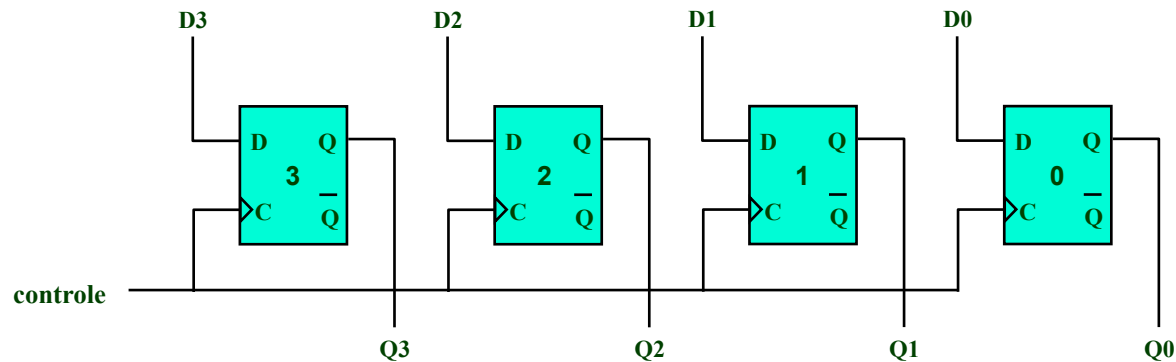 D3 D2 D1 D0
D Q D Q D Q D Q
3 2 1 0
C Q̅ C Q̅ C Q̅ C Q̅
controle
Q3 Q2 Q1 Q0